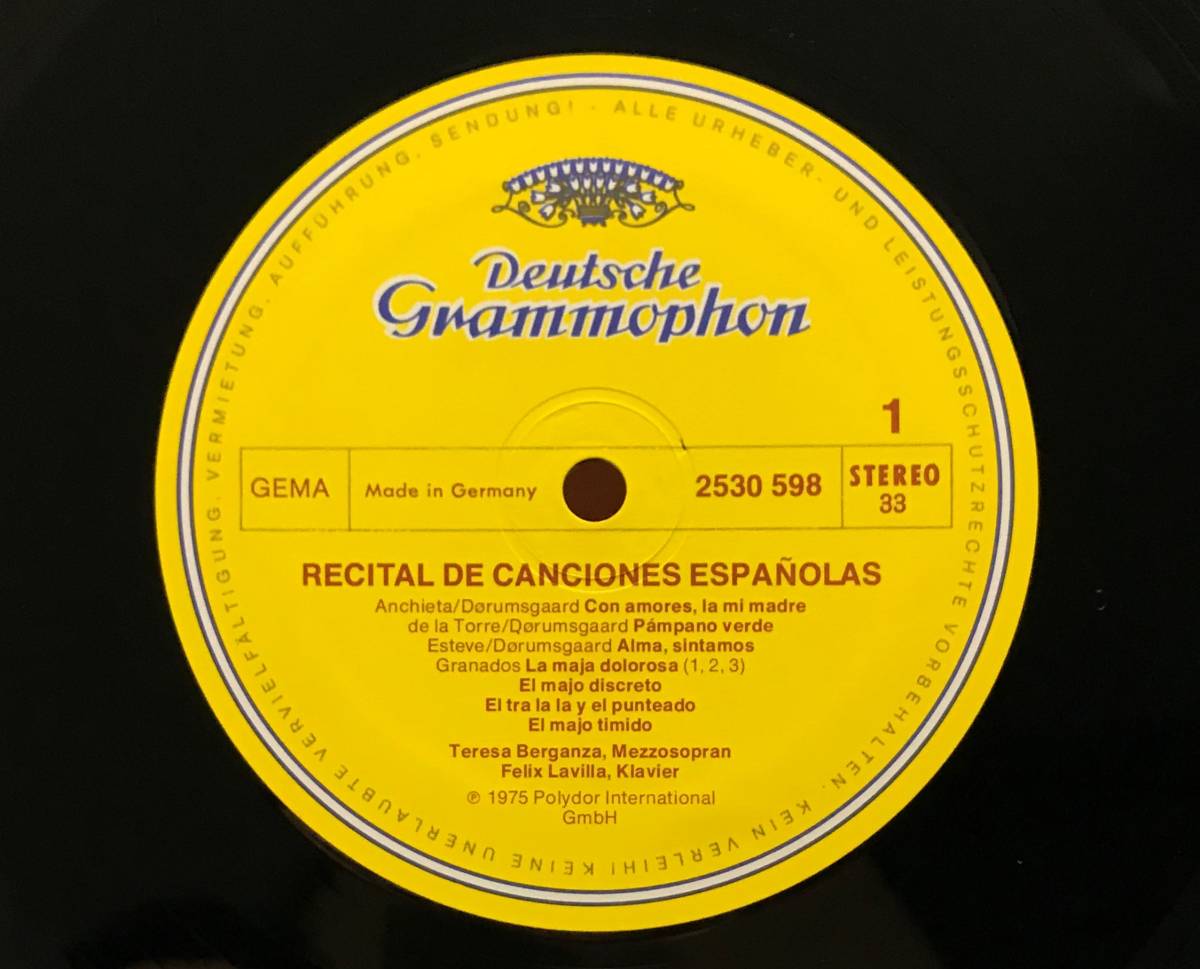 ALLE URHEBER- UND LEISTUNGSSCHUTZRECHTE VORBEHALTEN. KEIN VERLEIH! KEINE UNERLAUBTE VERVIELFÄLTIGUNG, VERMIETUNG, AUFFÜHRUNG, SENDUNG! -
Deutsche
Grammophon
1
GEMA
Made in Germany
2530 598
STEREO
33
RECITAL DE CANCIONES ESPAÑOLAS
Anchieta/Dørumsgaard Con amores, la mi madre
de la Torre/Dørumsgaard Pámpano verde
Esteve/Dørumsgaard Alma, sintamos
Granados La maja dolorosa (1, 2, 3)
El majo discreto
El tra la la y el punteado
El majo timido
Teresa Berganza, Mezzosopran
Felix Lavilla, Klavier
℗ 1975 Polydor International
GmbH